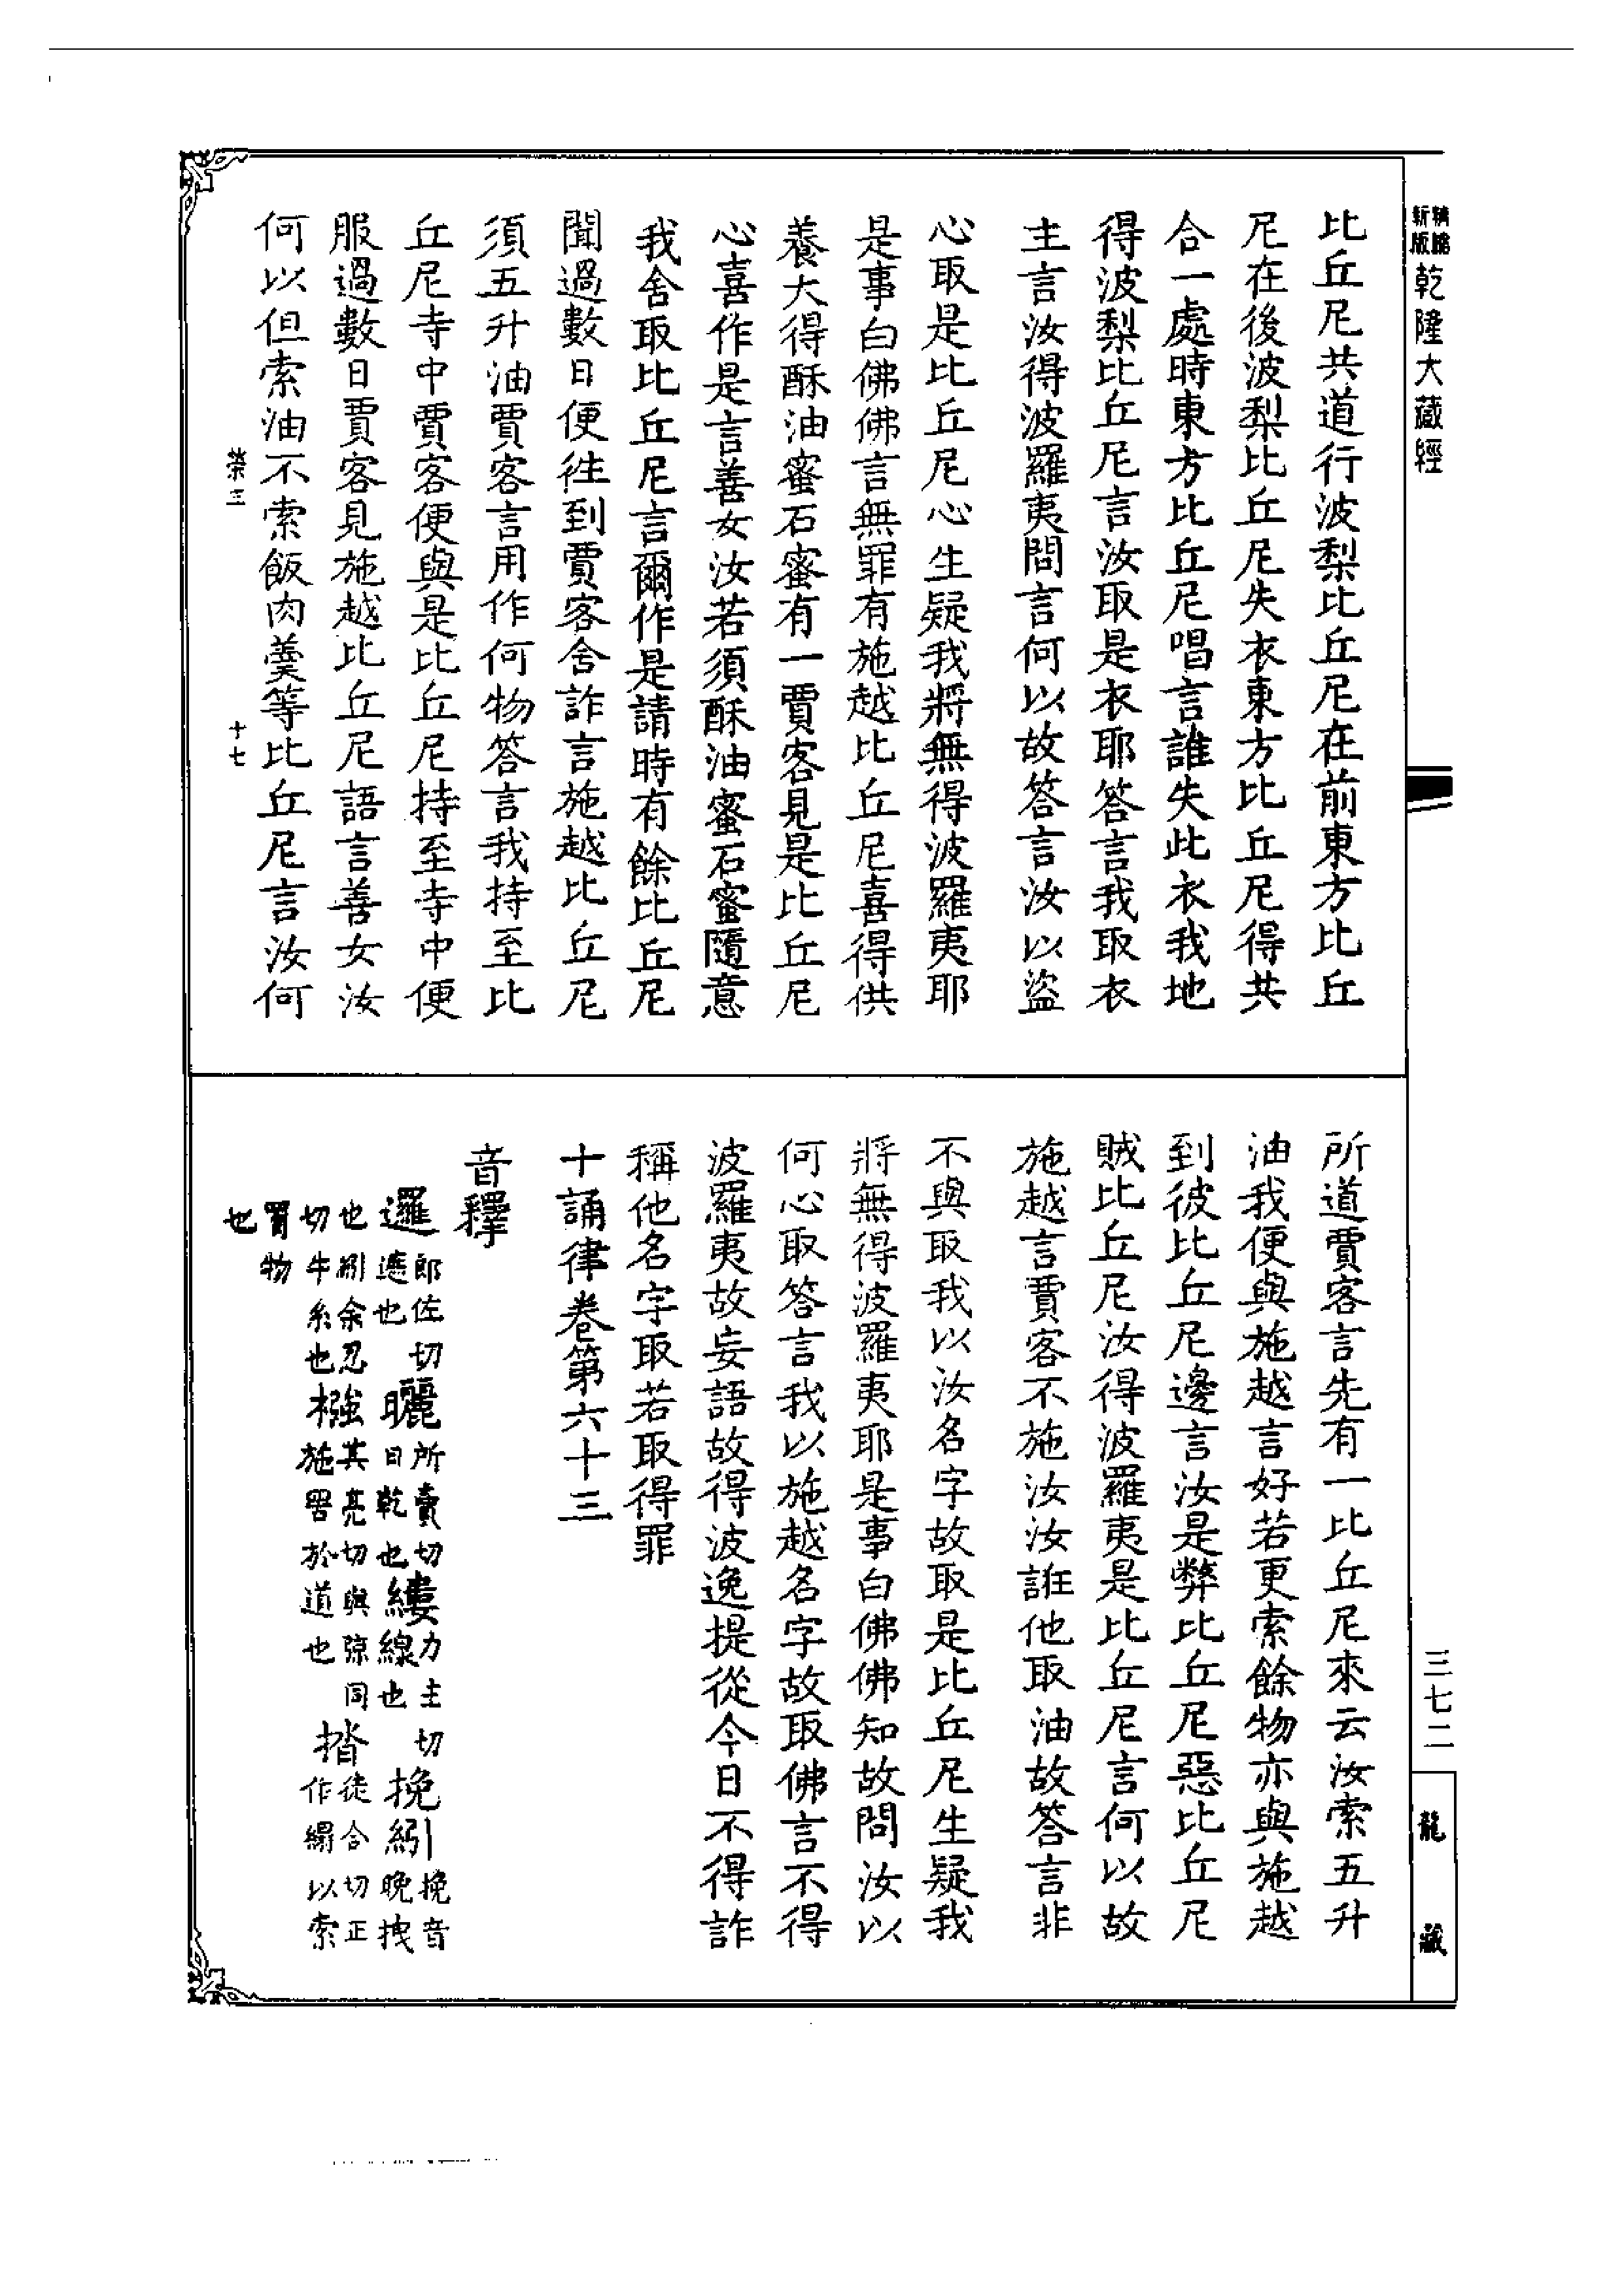 新版
精縮
乾隆大藏經
比丘尼共道行波梨比丘尼在前東方比丘
尼在後波梨比丘尼失衣東方比丘尼得共
合一處時東方比丘尼唱言誰失此衣我地
得波梨比丘尼言汝取是衣耶答言我取衣
主言汝得波羅夷問言何以故答言汝以盜
心取是比丘尼心生疑我將無得波羅夷耶
是事白佛佛言無罪有施越比丘尼喜得供
養大得酥油蜜石蜜有一賈客見是比丘尼
心喜作是言善女汝若須酥油蜜石蜜隨意
我舍取比丘尼言爾作是請時有餘比丘尼
聞過數日便往到賈客舍詐言施越比丘尼
須五升油賈客言用作何物答言我持至比
丘尼寺中賈客便與是比丘尼持至寺中便
服過數日賈客見施越比丘尼語言善女汝
何以但索油不索飯肉羹等比丘尼言汝何
榮三
十七
所道賈客言先有一比丘尼來云汝索五升
油我便與施越言好若更索餘物亦與施越
到彼比丘尼邊言汝是弊比丘尼惡比丘尼
賊比丘尼汝得波羅夷是比丘尼言何以故
施越言賈客不施汝汝誑他取油故答言非
不與取我以汝名字故取是比丘尼生疑我
將無得波羅夷耶是事白佛佛知故問汝以
何心取答言我以施越名字故取佛言不得
波羅夷故妄語故得波逸提從今日不得詐
稱他名字取若取得罪
十誦律卷第六十三
音釋
邏郎佐切遮也曬所賣切日乾也縷力主切線也挽紖挽音晚拽
也紖余忍切牛糸也摾其亮切與弶同施罟於道也㧺徒合切正作緆以索
罥物
也
三七二
龍藏